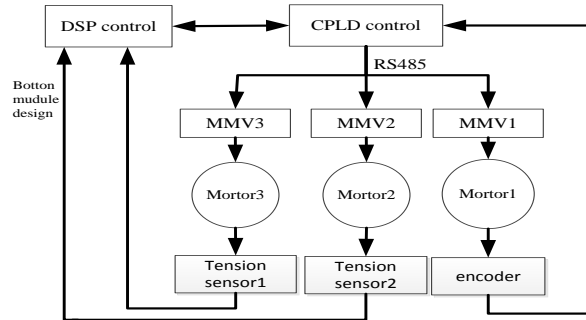 DSP control
CPLD control
RS485
Botton
mudule
design
MMV3
MMV2
MMV1
Mortor3
Mortor2
Mortor1
Tension
sensor1
Tension
sensor2
encoder